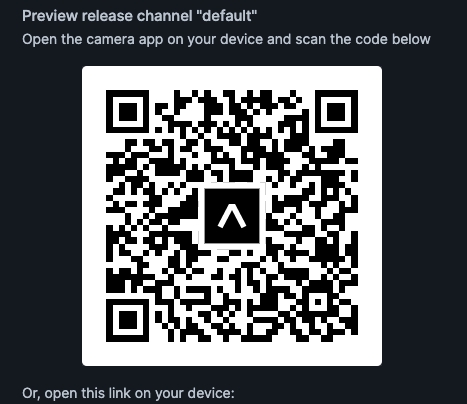 Preview release channel "default"
Open the camera app on your device and scan the code below
Or, open this link on your device: